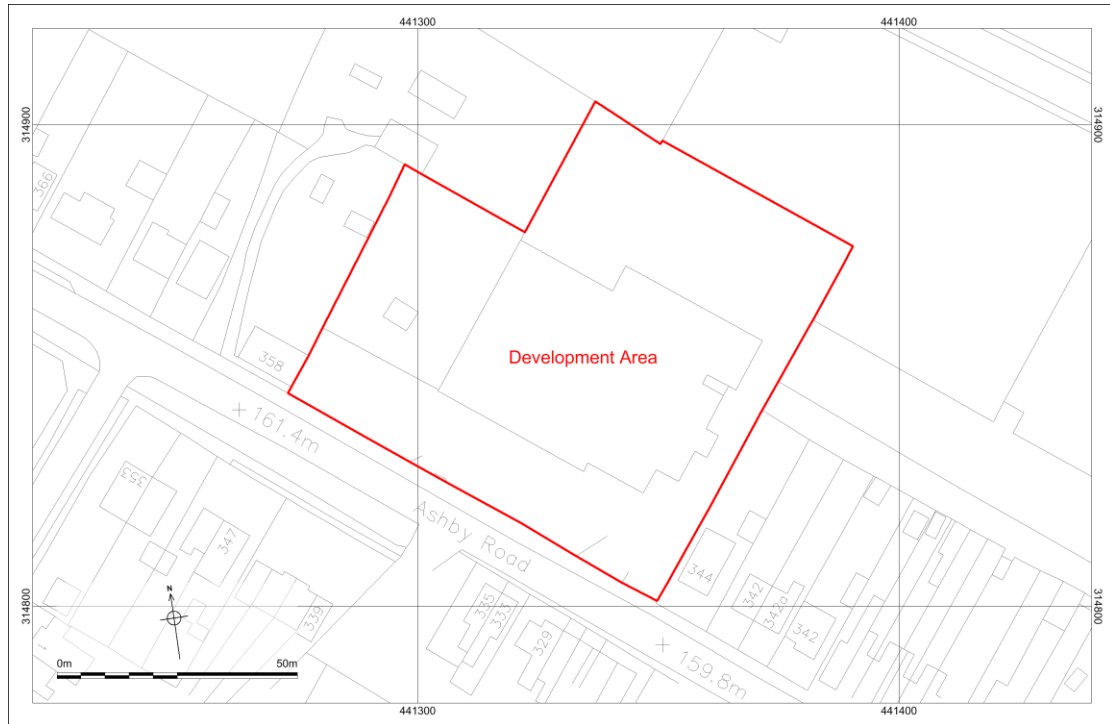 441300
441400
314900
314900
366
358
Development Area
× 161.4m
353
347
Ashby Road
339
335
333
329
344
342
342a
342
× 159.8m
314800
314800
N
0m
50m
441300
441400